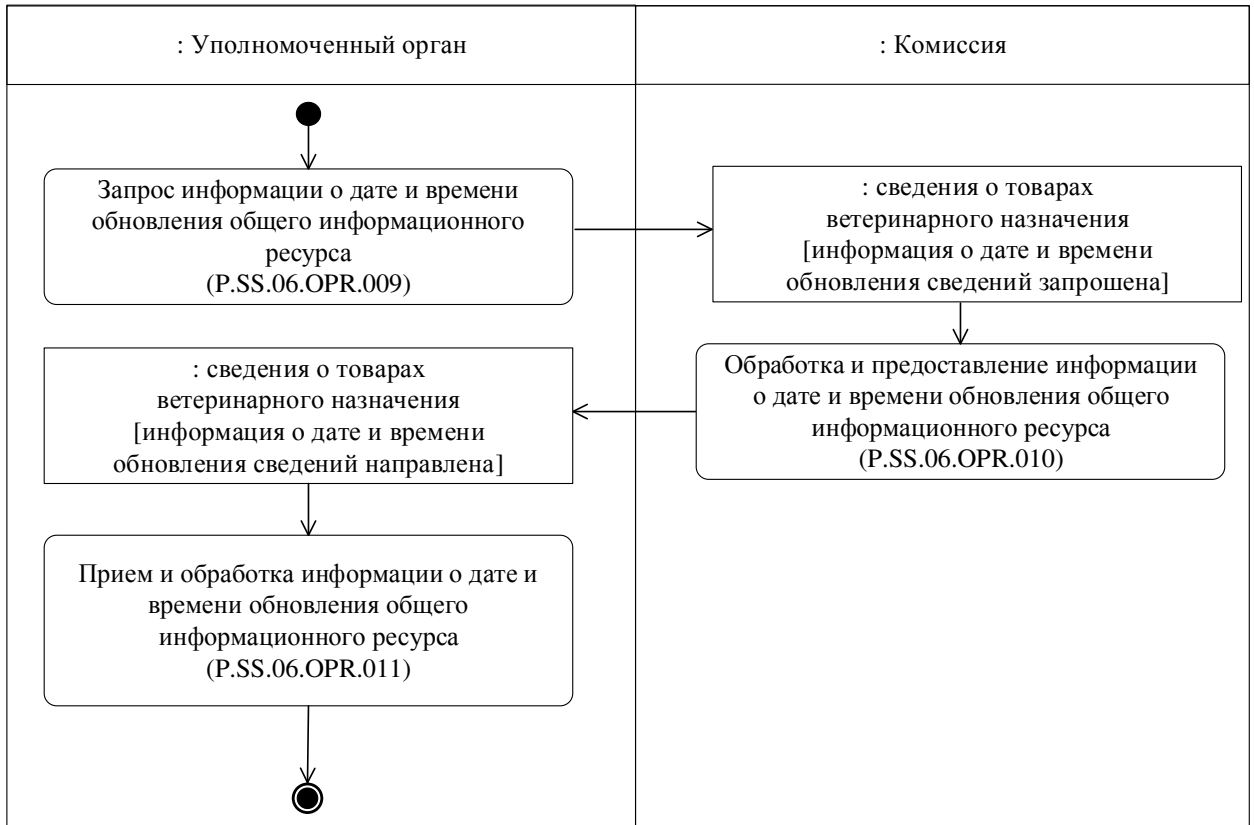 : Уполномоченный орган
: Комиссия
Запрос информации о дате и времени
обновления общего информационного
ресурса
(P.SS.06.OPR.009)
: сведения о товарах
ветеринарного назначения
[информация о дате и времени
обновления сведений запрошена]
Обработка и предоставление информации
о дате и времени обновления общего
информационного ресурса
(P.SS.06.OPR.010)
: сведения о товарах
ветеринарного назначения
[информация о дате и времени
обновления сведений направлена]
Прием и обработка информации о дате и
времени обновления общего
информационного ресурса
(P.SS.06.OPR.011)